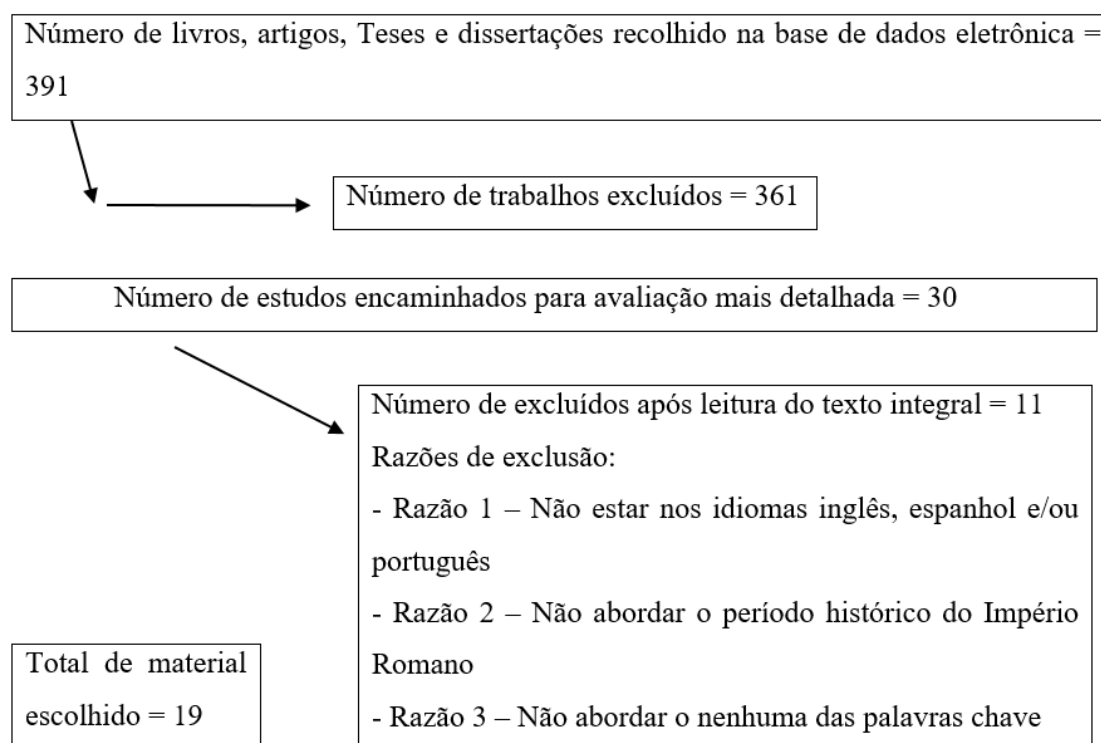 Número de livros, artigos, Teses e dissertações recolhido na base de dados eletrônica =
391
Número de trabalhos excluídos = 361
Número de estudos encaminhados para avaliação mais detalhada = 30
Número de excluídos após leitura do texto integral = 11
Razões de exclusão:
- Razão 1 – Não estar nos idiomas inglês, espanhol e/ou
português
- Razão 2 – Não abordar o período histórico do Império
Romano
- Razão 3 – Não abordar o nenhuma das palavras chave
Total de material
escolhido = 19